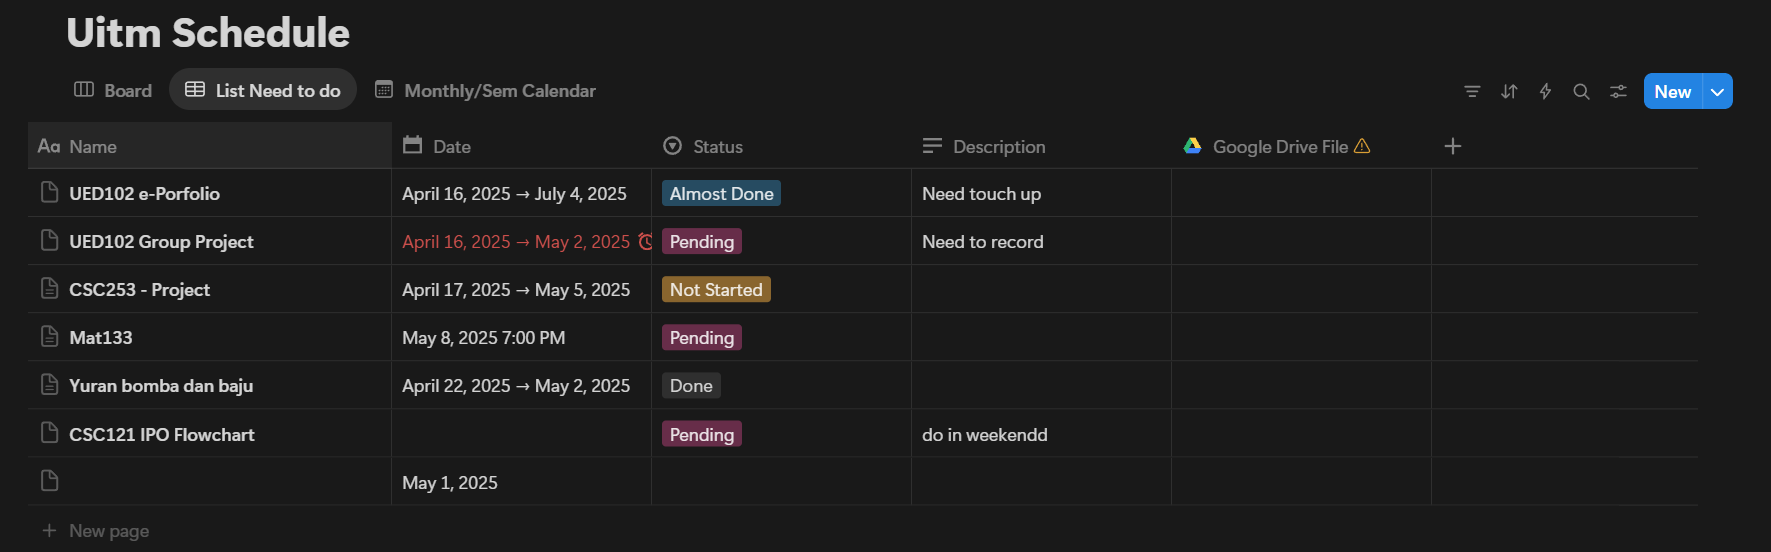 Uitm Schedule
Board List Need to do Monthly/Sem Calendar New
Aa Name Date Status Description Google Drive File
UED102 e-Porfolio April 16, 2025 → July 4, 2025 Almost Done Need touch up
UED102 Group Project April 16, 2025 → May 2, 2025 Pending Need to record
CSC253 - Project April 17, 2025 → May 5, 2025 Not Started
Mat133 May 8, 2025 7:00 PM Pending
Yuran bomba dan baju April 22, 2025 → May 2, 2025 Done
CSC121 IPO Flowchart Pending do in weekendd
May 1, 2025
+ New page